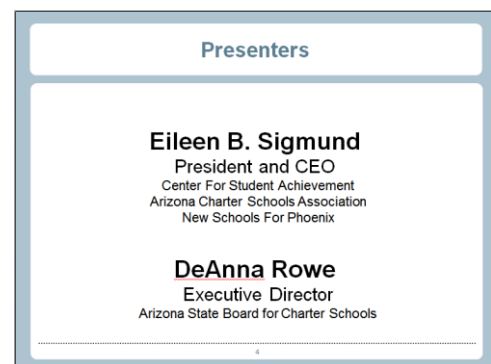 Presenters
Eileen B. Sigmund
President and CEO
Center For Student Achievement
Arizona Charter Schools Association
New Schools For Phoenix
DeAnna Rowe
Executive Director
Arizona State Board for Charter Schools
4